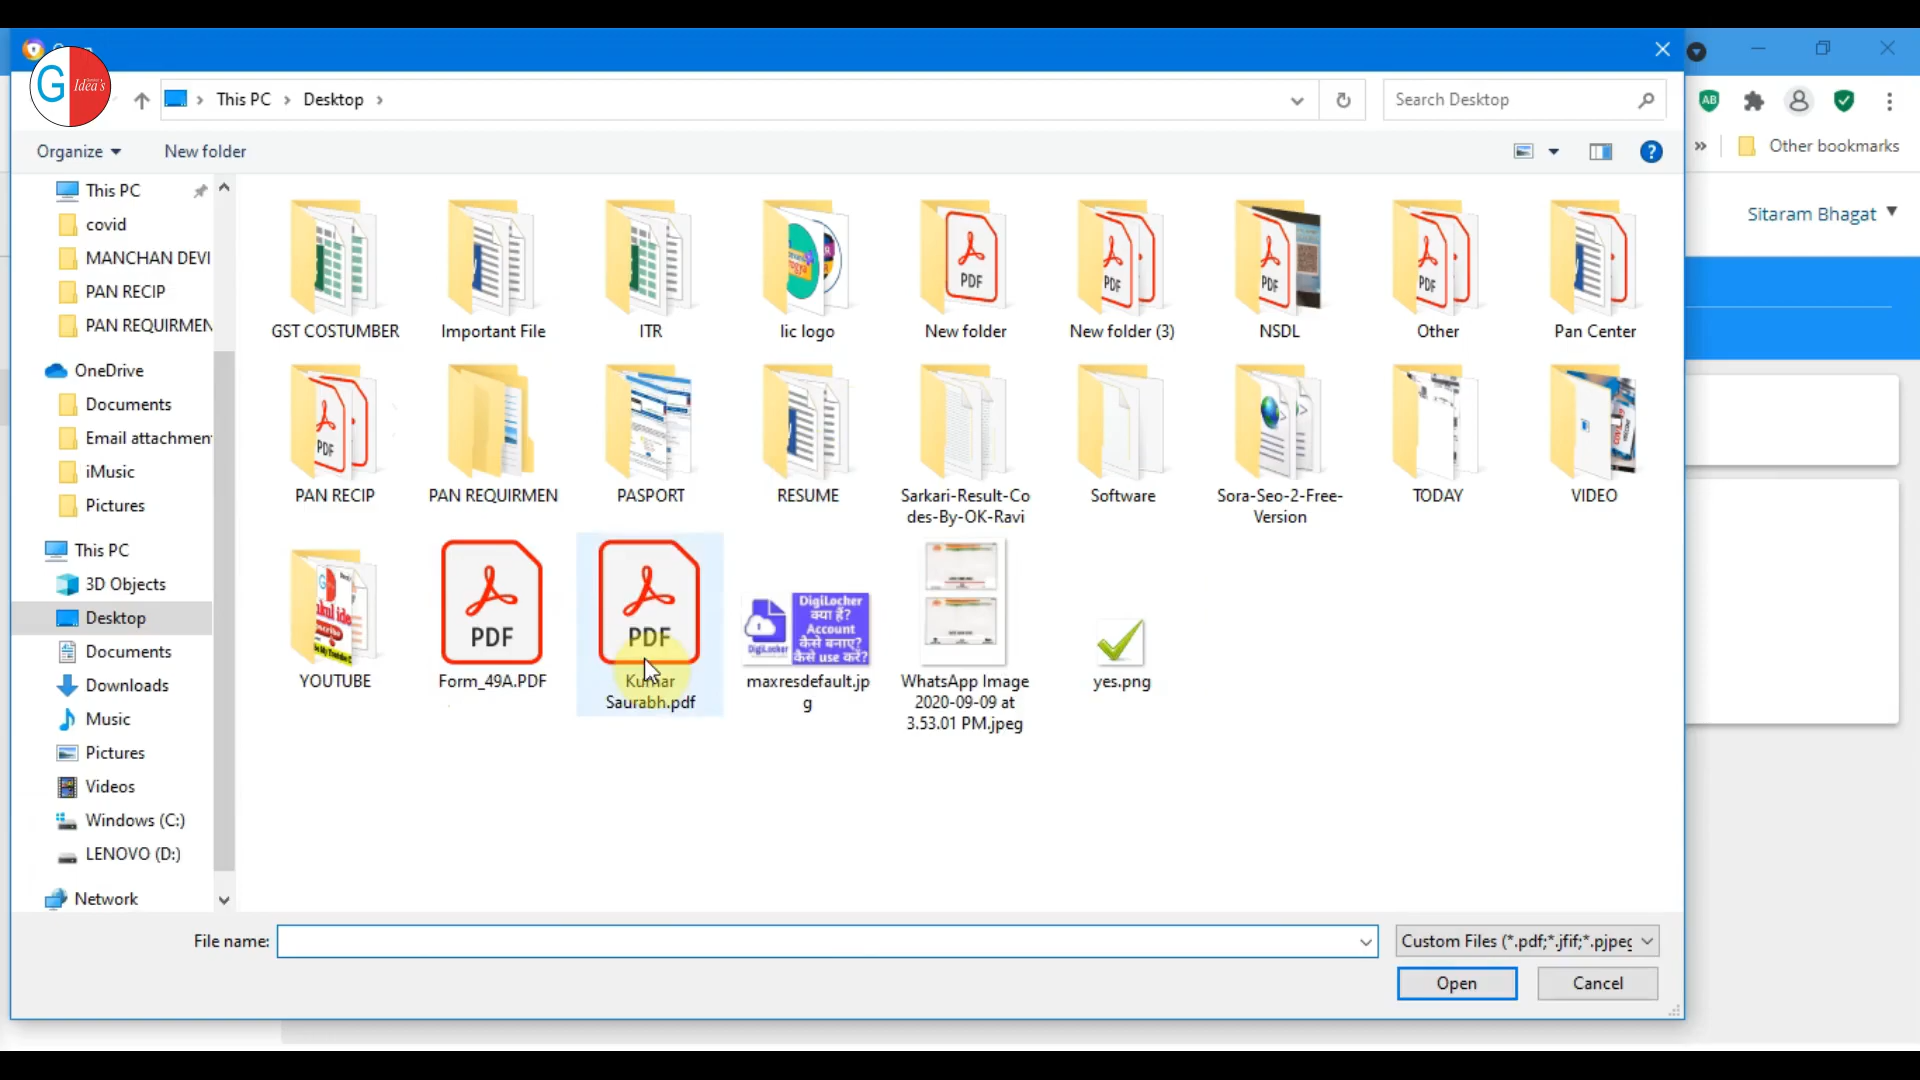 G Idea's
This PC
Desktop
Search Desktop
Organize
New folder
Other bookmarks
Sitaram Bhagat
This PC
covid
MANCHAN DEVI
PAN RECIP
PAN REQUIRMEN
OneDrive
Documents
Email attachment
iMusic
Pictures
This PC
3D Objects
Desktop
Documents
Downloads
Music
Pictures
Videos
Windows (C:)
LENOVO (D:)
Network
GST COSTUMBER
Important File
ITR
lic logo
New folder
New folder (3)
NSDL
Other
Pan Center
PAN RECIP
PAN REQUIRMEN
PASPORT
RESUME
Sarkari-Result-Co
des-By-OK-Ravi
Software
Sora-Seo-2-Free-
Version
TODAY
VIDEO
YOUTUBE
PDF
Form_49A.PDF
PDF
Kumar
Saurabh.pdf
DigiLocker
DigiLocher
क्या हैं?
Account
कैसे बनाए?
कैसे use करें?
maxresdefault.jp
g
WhatsApp Image
2020-09-09 at
3.53.01 PM.jpeg
yes.png
File name:
Custom Files (*.pdf;*.jfif;*.pjpeg
Open
Cancel